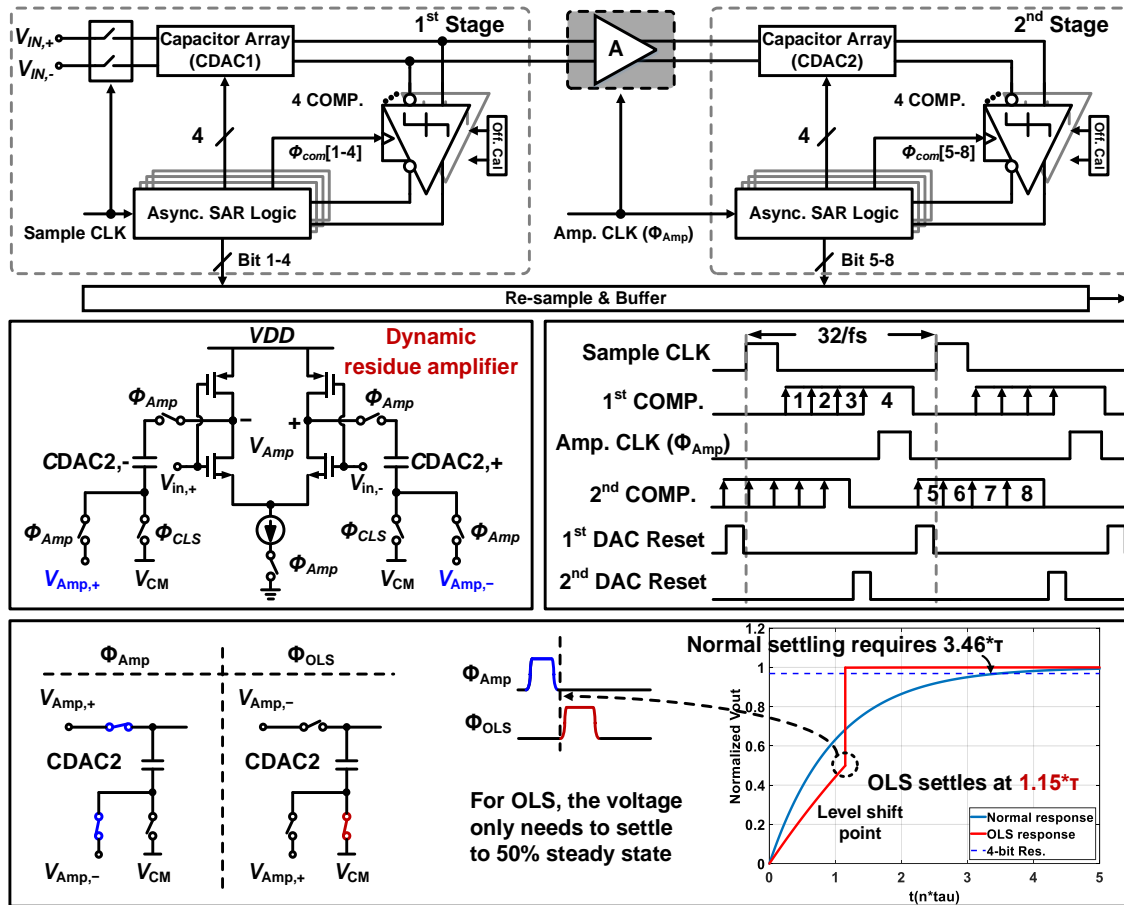 1st Stage
2nd Stage
VIN,+
VIN,-
Capacitor Array
(CDAC1)
A
Capacitor Array
(CDAC2)
4 COMP.
4 COMP.
4
Φcom[1-4]
Off. Cal
4
Φcom[5-8]
Off. Cal
Async. SAR Logic
Async. SAR Logic
Sample CLK
Amp. CLK (ΦAmp)
Bit 1-4
Bit 5-8
Re-sample & Buffer
VDD
Dynamic
residue amplifier
ΦAmp
ΦAmp
−
+
VAmp
CDAC2,-
CDAC2,+
Vin,+
Vin,-
ΦAmp
ΦCLS
ΦAmp
ΦCLS
ΦAmp
VAmp,+
VCM
VCM
VAmp,−
32/fs
Sample CLK
1st COMP.
1 2 3 4
Amp. CLK (ΦAmp)
2nd COMP.
5 6 7 8
1st DAC Reset
2nd DAC Reset
ΦAmp
ΦOLS
VAmp,+
VAmp,-
CDAC2
CDAC2
VAmp,−
VCM
VAmp,+
VCM
ΦAmp
ΦOLS
For OLS, the voltage
only needs to settle
to 50% steady state
Normal settling requires 3.46*τ
OLS settles at 1.15*τ
Level shift
point
Normal response
OLS response
4-bit Res.
Normalized Vout
1.2
1
0.8
0.6
0.4
0.2
0
0 1 2 3 4 5
t(n*tau)